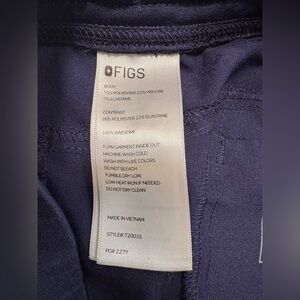 FIGS
BODY:
72% POLYESTER 21% VISCOSE
7% ELASTANE
CONTRAST:
88% POLYESTER 12% ELASTANE
100% AWESOME
TURN GARMENT INSIDE OUT
MACHINE WASH COLD
WASH WITH LIKE COLORS
DO NOT BLEACH
TUMBLE DRY LOW
LOW HEAT IRON IF NEEDED
DO NOT DRY CLEAN
MADE IN VIETNAM
STYLE# T2001S
PO# 2277